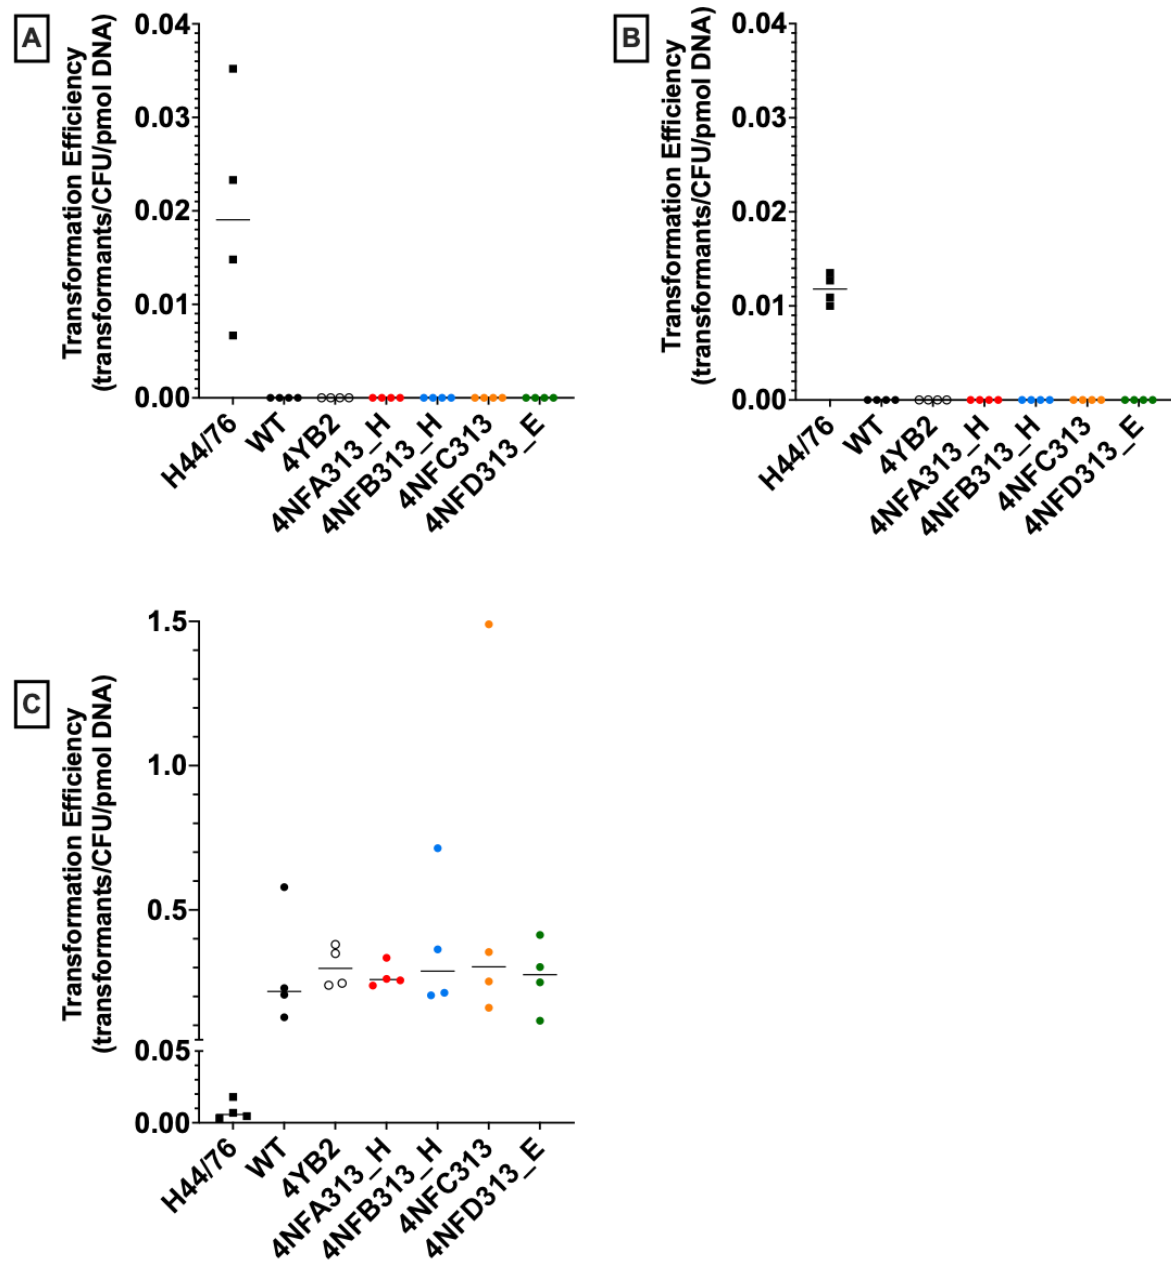 A
Transformation Efficiency
(transformants/CFU/pmol DNA)
0.04
0.03
0.02
0.01
0.00
H44/76
WT
4YB2
4NFA313_H
4NFB313_H
4NFC313
4NFD313_E
B
Transformation Efficiency
(transformants/CFU/pmol DNA)
0.04
0.03
0.02
0.01
0.00
H44/76
WT
4YB2
4NFA313_H
4NFB313_H
4NFC313
4NFD313_E
C
Transformation Efficiency
(transformants/CFU/pmol DNA)
1.5
1.0
0.5
0.05
0.00
H44/76
WT
4YB2
4NFA313_H
4NFB313_H
4NFC313
4NFD313_E